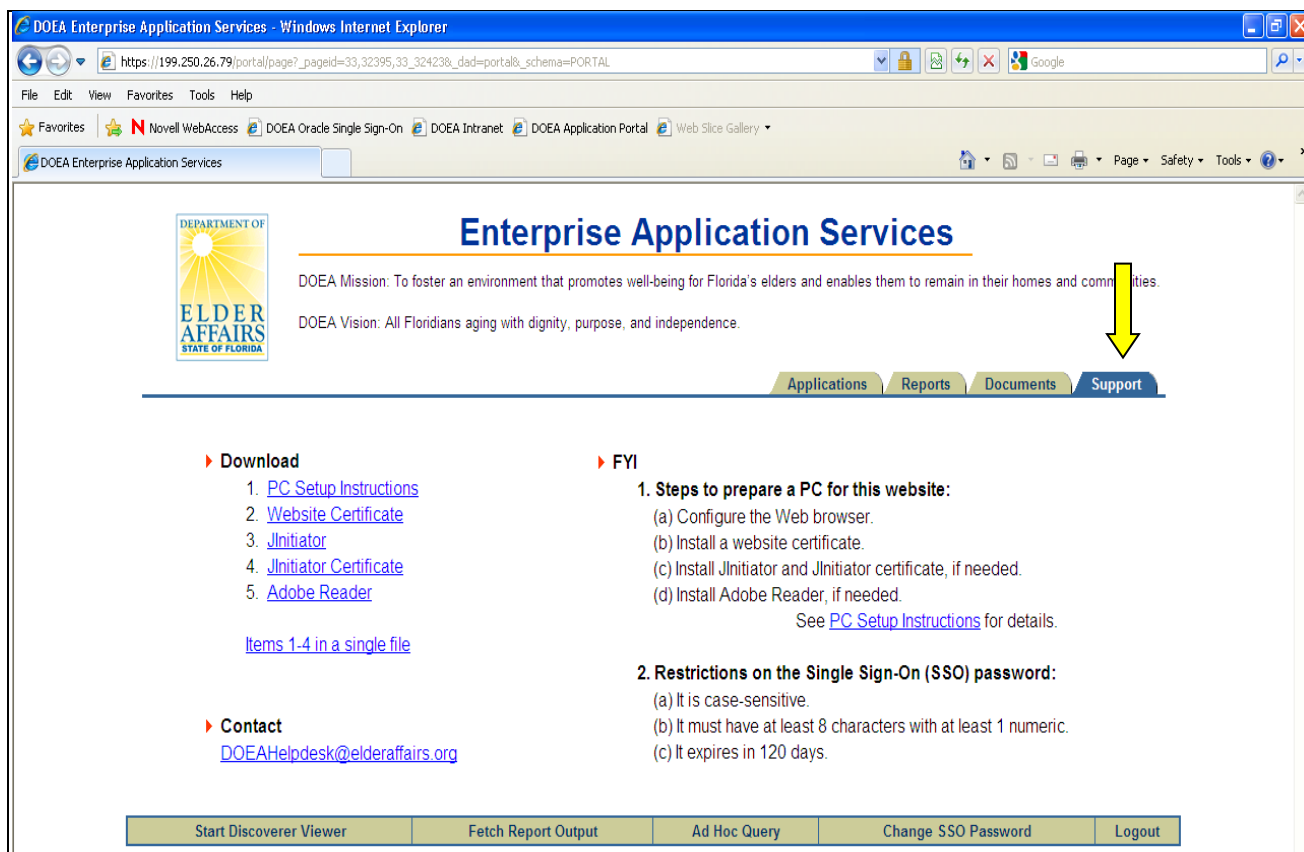 DOEA Enterprise Application Services - Windows Internet Explorer
https://199.250.26.79/portal/page?_pageid=33,32395,33_32423&_dad=portal&_schema=PORTAL
Google
File Edit View Favorites Tools Help
Favorites Novell WebAccess DOEA Oracle Single Sign-On DOEA Intranet DOEA Application Portal Web Slice Gallery
DOEA Enterprise Application Services
Page Safety Tools
DEPARTMENT OF
ELDER
AFFAIRS
STATE OF FLORIDA
Enterprise Application Services
DOEA Mission: To foster an environment that promotes well-being for Florida's elders and enables them to remain in their homes and
DOEA Vision: All Floridians aging with dignity, purpose, and independence.
Applications Reports Documents Support
Download
1. PC Setup Instructions
2. Website Certificate
3. JInitiator
4. JInitiator Certificate
5. Adobe Reader
Items 1-4 in a single file
Contact
DOEAHelpdesk@elderaffairs.org
FYI
1. Steps to prepare a PC for this website:
(a) Configure the Web browser.
(b) Install a website certificate.
(c) Install JInitiator and JInitiator certificate, if needed.
(d) Install Adobe Reader, if needed.
See PC Setup Instructions for details.
2. Restrictions on the Single Sign-On (SSO) password:
(a) It is case-sensitive.
(b) It must have at least 8 characters with at least 1 numeric.
(c) It expires in 120 days.
Start Discoverer Viewer Fetch Report Output Ad Hoc Query Change SSO Password Logout